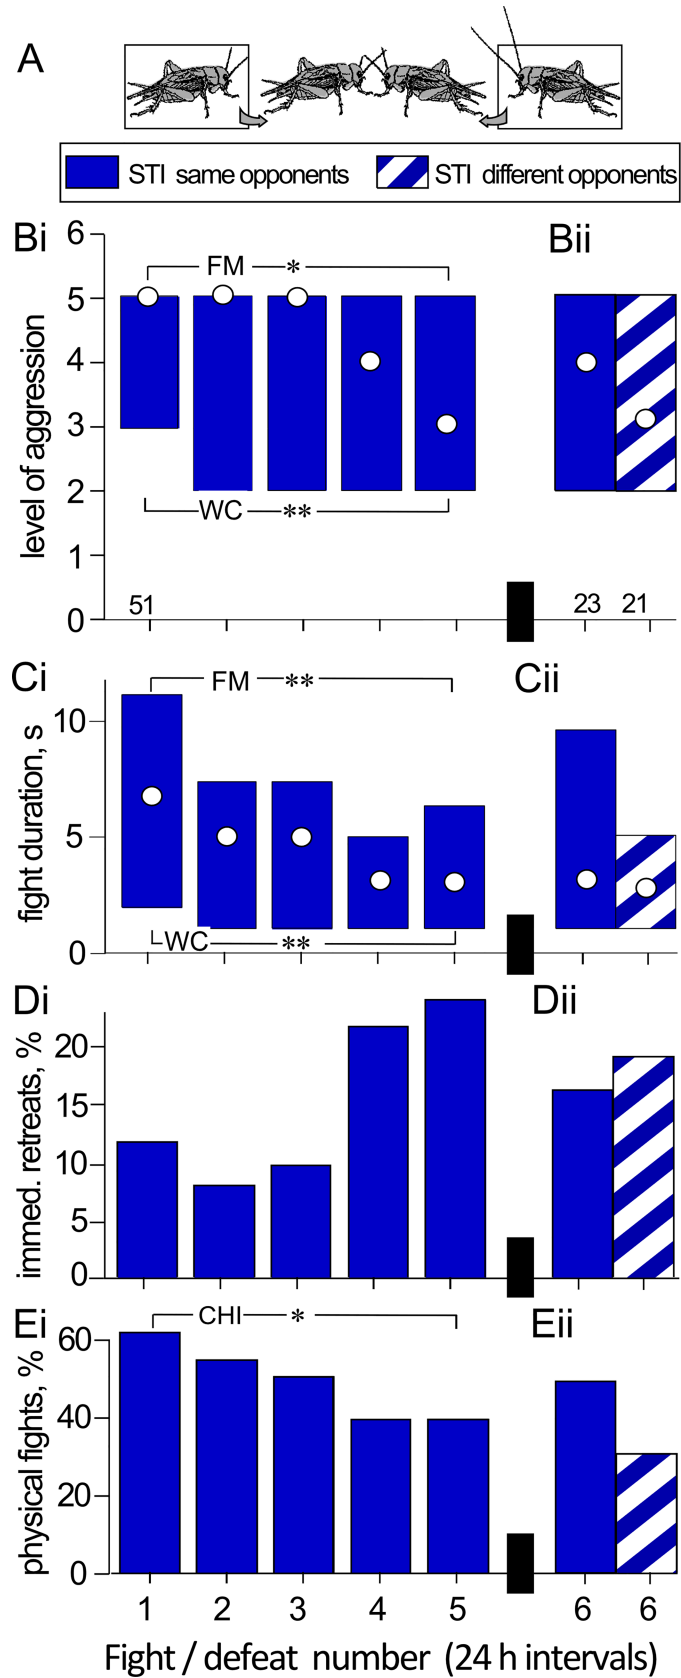 A
STI same opponents STI different opponents
Bi Bii
level of aggression
6
5
4
3
2
1
0
FM *
WC **
51 23 21
Ci Cii
fight duration, s
10
5
0
FM **
WC **
Di Dii
immed. retreats, %
20
15
10
5
0
Ei Eii
physical fights, %
60
40
20
0
CHI *
1 2 3 4 5 6 6
Fight / defeat number (24 h intervals)